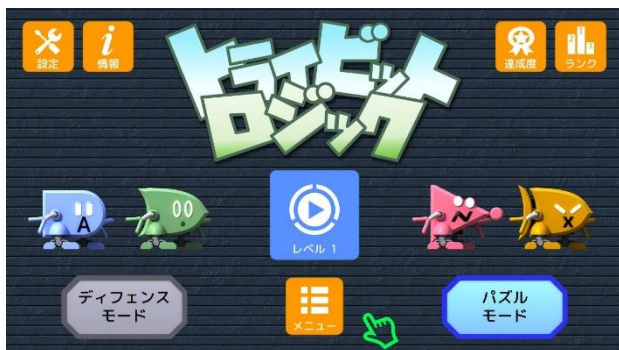 設定
情報
トライビット
ロジック
達成度
ランク
A
レベル 1
N
X
ディフェンス
モード
メニュー
パズル
モード